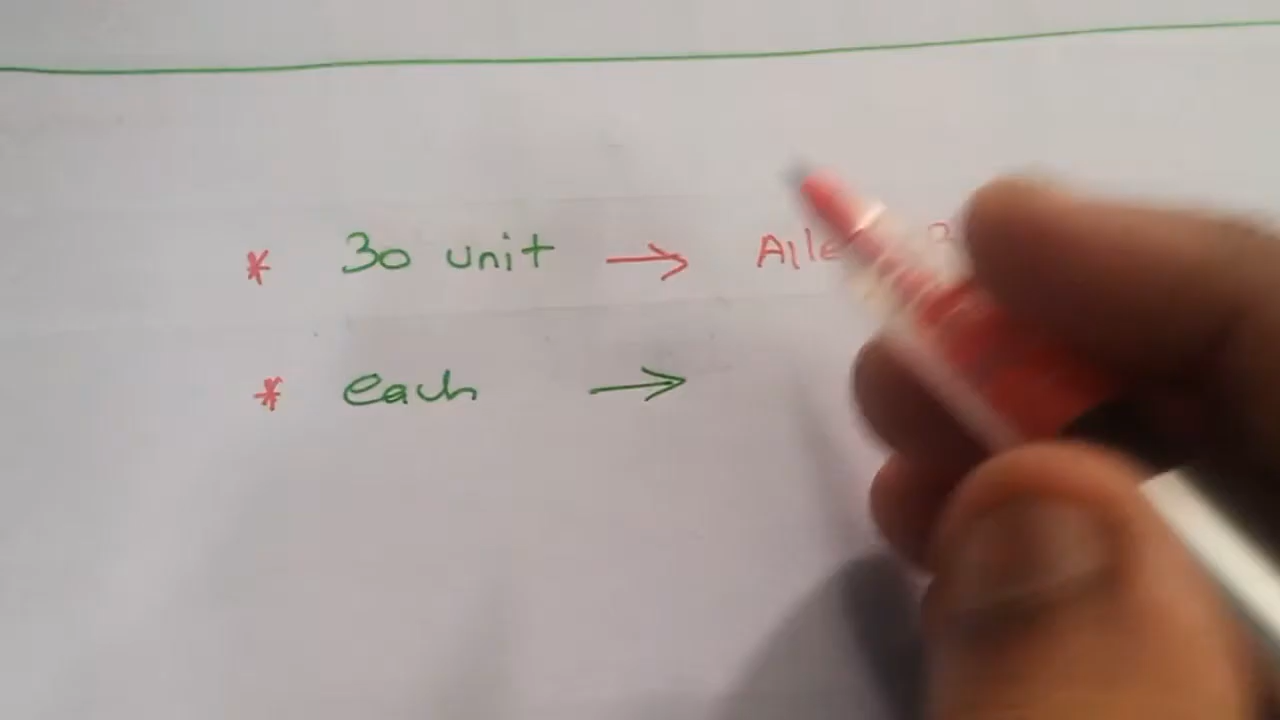 * 30 unit →
* each →